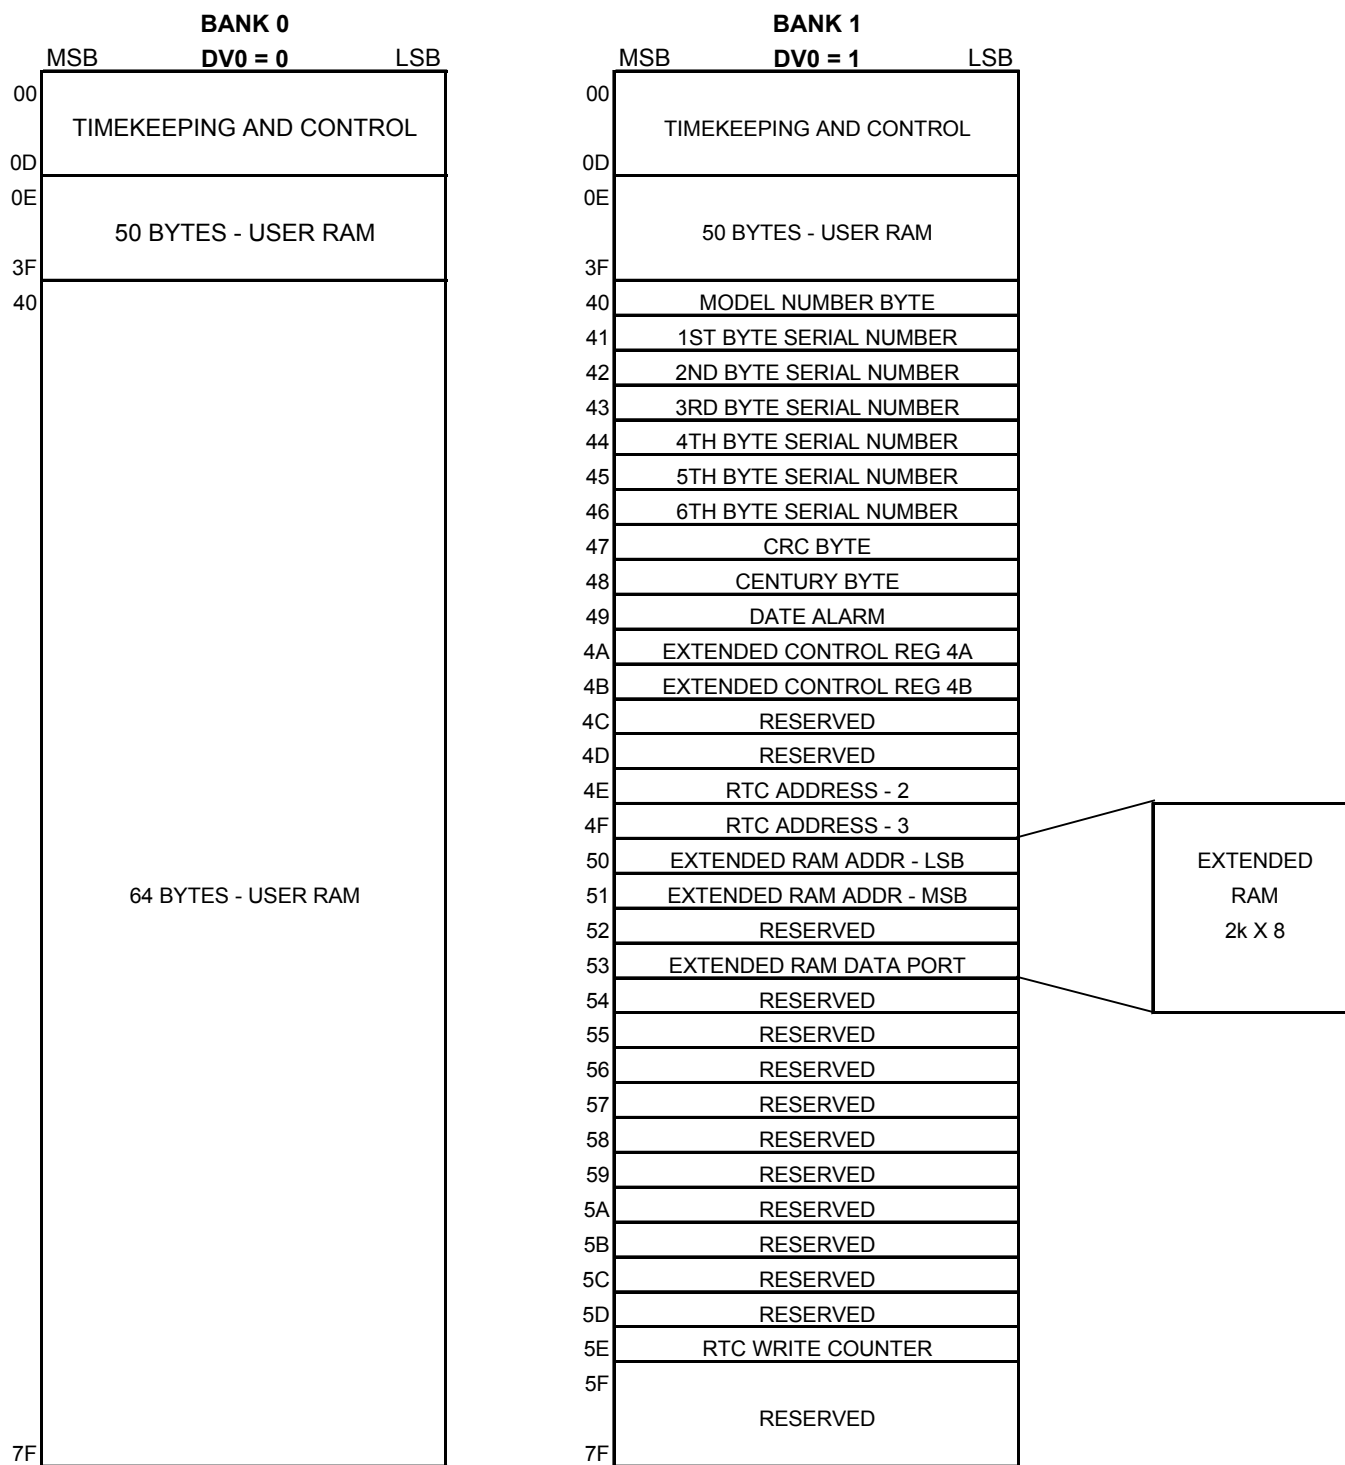 BANK 0
MSB DV0 = 0 LSB
00
TIMEKEEPING AND CONTROL
0D
0E
50 BYTES - USER RAM
3F
40
64 BYTES - USER RAM
7F
BANK 1
MSB DV0 = 1 LSB
00
TIMEKEEPING AND CONTROL
0D
0E
50 BYTES - USER RAM
3F
40 MODEL NUMBER BYTE
41 1ST BYTE SERIAL NUMBER
42 2ND BYTE SERIAL NUMBER
43 3RD BYTE SERIAL NUMBER
44 4TH BYTE SERIAL NUMBER
45 5TH BYTE SERIAL NUMBER
46 6TH BYTE SERIAL NUMBER
47 CRC BYTE
48 CENTURY BYTE
49 DATE ALARM
4A EXTENDED CONTROL REG 4A
4B EXTENDED CONTROL REG 4B
4C RESERVED
4D RESERVED
4E RTC ADDRESS - 2
4F RTC ADDRESS - 3
50 EXTENDED RAM ADDR - LSB
51 EXTENDED RAM ADDR - MSB
52 RESERVED
53 EXTENDED RAM DATA PORT
54 RESERVED
55 RESERVED
56 RESERVED
57 RESERVED
58 RESERVED
59 RESERVED
5A RESERVED
5B RESERVED
5C RESERVED
5D RESERVED
5E RTC WRITE COUNTER
5F
RESERVED
7F
EXTENDED
RAM
2k X 8